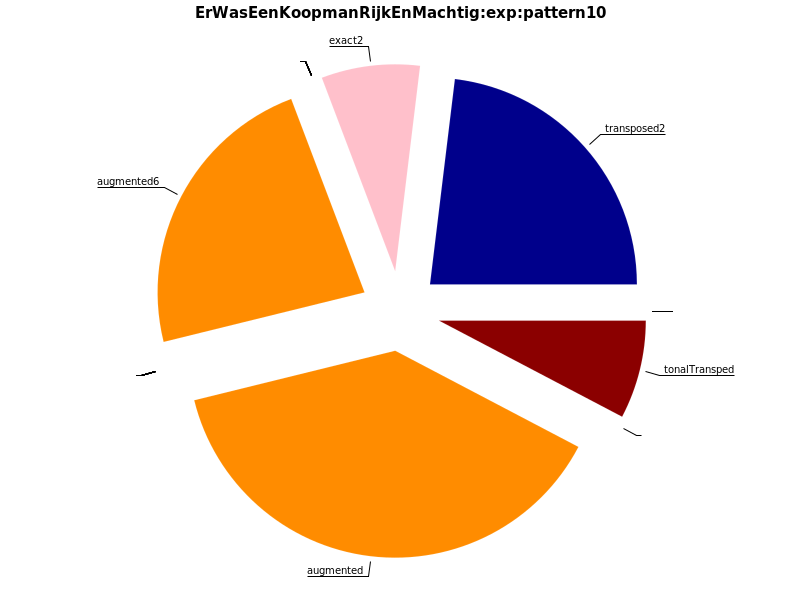 ErWasEenKoopmanRijkEnMachtig:exp:pattern10
exact2
transposed2
augmented6
tonalTransped
augmented